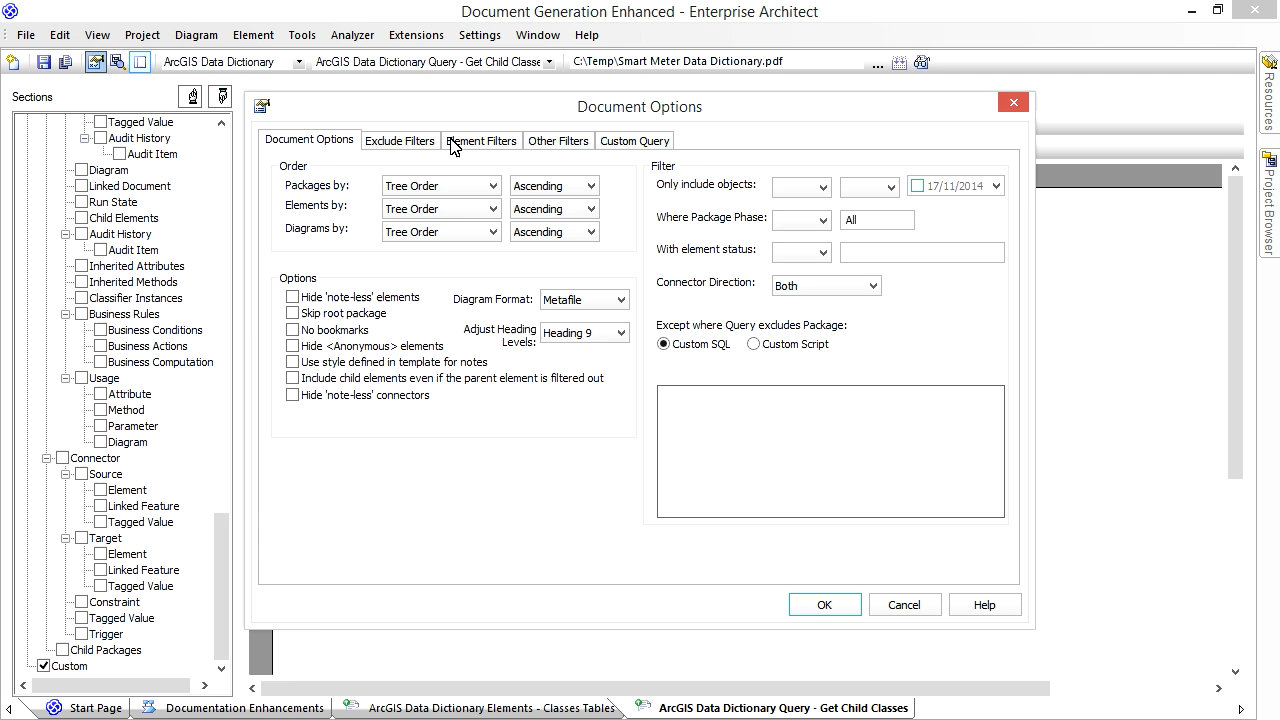 Document Generation Enhanced - Enterprise Architect
File Edit View Project Diagram Element Tools Analyzer Extensions Settings Window Help
ArcGIS Data Dictionary ArcGIS Data Dictionary Query - Get Child Classe C:\Temp\Smart Meter Data Dictionary.pdf ...
Sections
Tagged Value
Audit History
Audit Item
Diagram
Linked Document
Run State
Child Elements
Audit History
Audit Item
Inherited Attributes
Inherited Methods
Classifier Instances
Business Rules
Business Conditions
Business Actions
Business Computation
Usage
Attribute
Method
Parameter
Diagram
Connector
Source
Element
Linked Feature
Tagged Value
Target
Element
Linked Feature
Tagged Value
Constraint
Tagged Value
Trigger
Child Packages
Custom
Document Options
Document Options Exclude Filters Element Filters Other Filters Custom Query
Order
Packages by: Tree Order Ascending
Elements by: Tree Order Ascending
Diagrams by: Tree Order Ascending
Options
Hide 'note-less' elements
Skip root package
No bookmarks
Hide <Anonymous> elements
Use style defined in template for notes
Include child elements even if the parent element is filtered out
Hide 'note-less' connectors
Diagram Format: Metafile
Adjust Heading
Levels: Heading 9
Filter
Only include objects: 17/11/2014
Where Package Phase: All
With element status:
Connector Direction: Both
Except where Query excludes Package:
Custom SQL Custom Script
OK Cancel Help
Resources
Project Browser
Start Page Documentation Enhancements ArcGIS Data Dictionary Elements - Classes Tables ArcGIS Data Dictionary Query - Get Child Classes